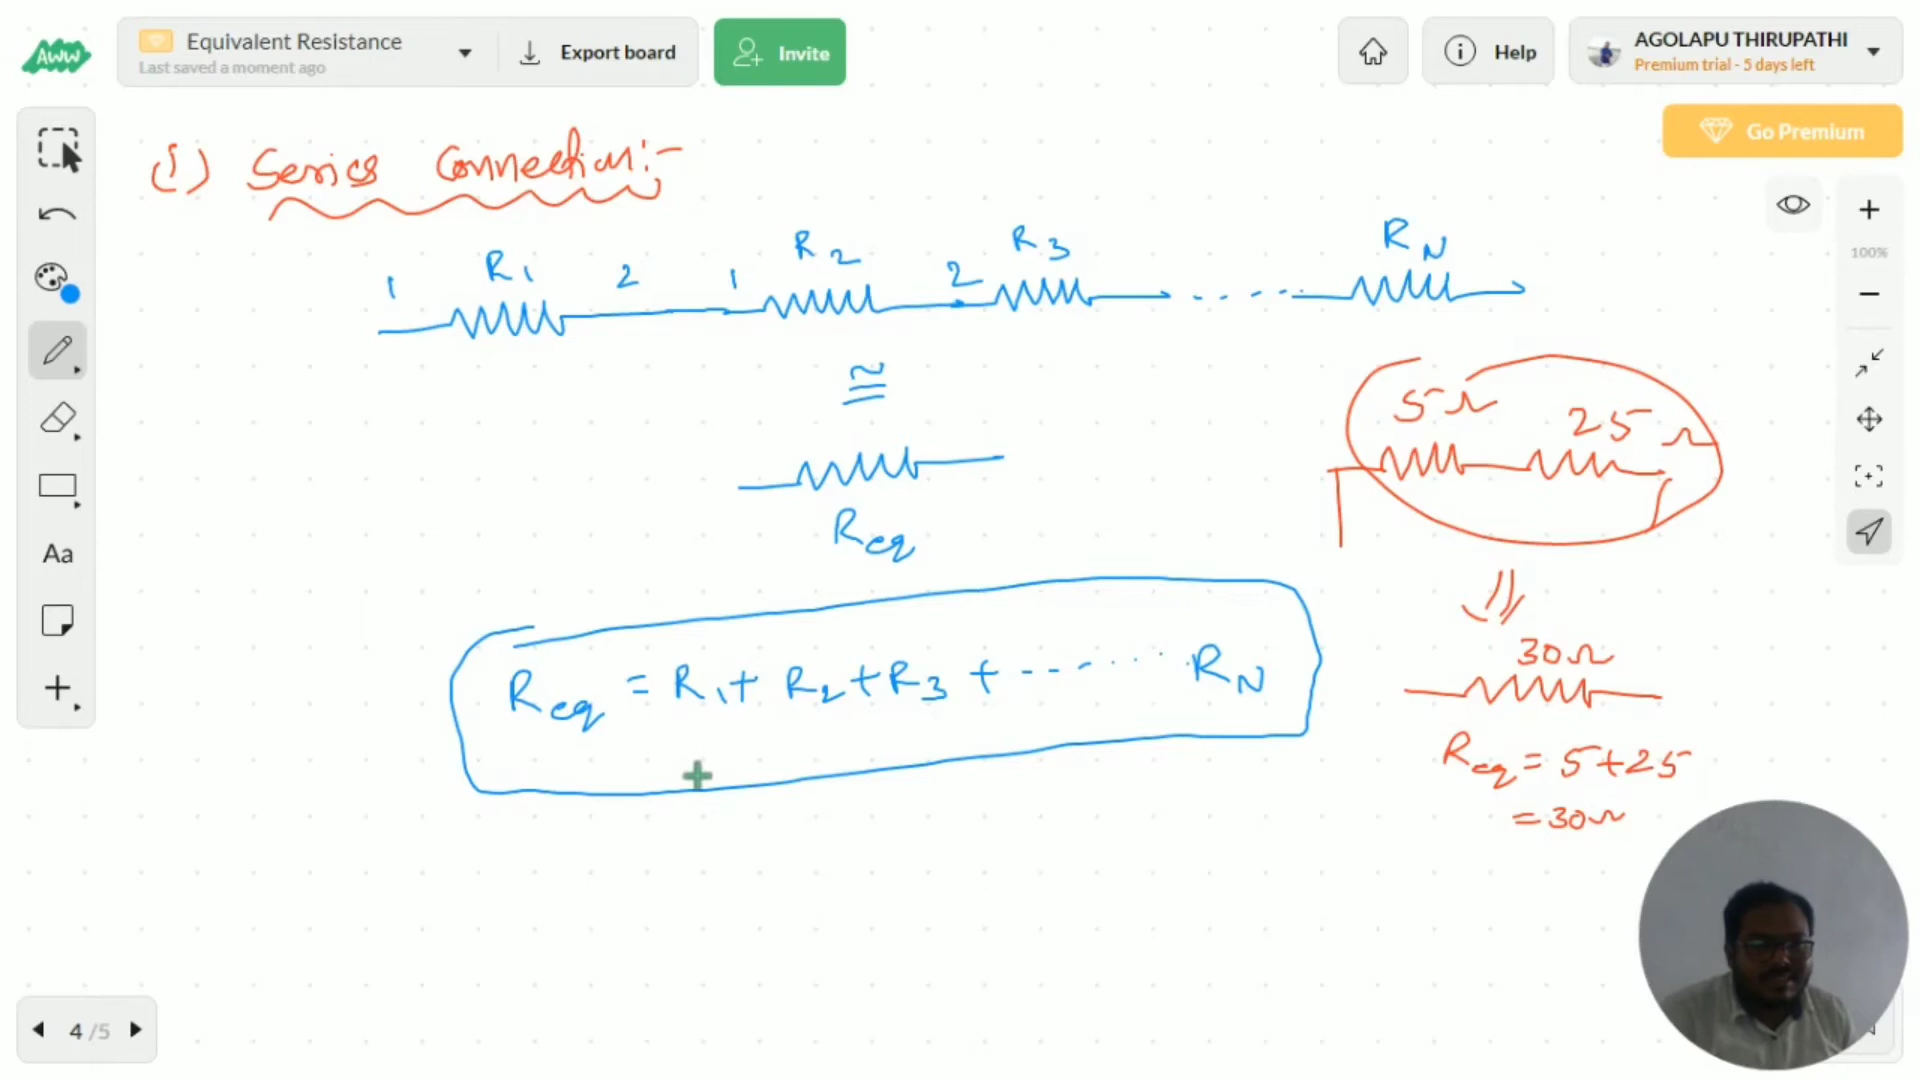 AWW
Equivalent Resistance
Last saved a moment ago
Export board
Invite
Help
AGOLAPU THIRUPATHI
Premium trial - 5 days left
Go Premium
(i) Series Connection:-
1 R1 2 1 R2 2 R3 RN
100%
≅
5Ω 25Ω
Req
30Ω
Req = R1+ R2+R3 + ------- RN
Req = 5+25
= 30Ω
Aa
4 /5